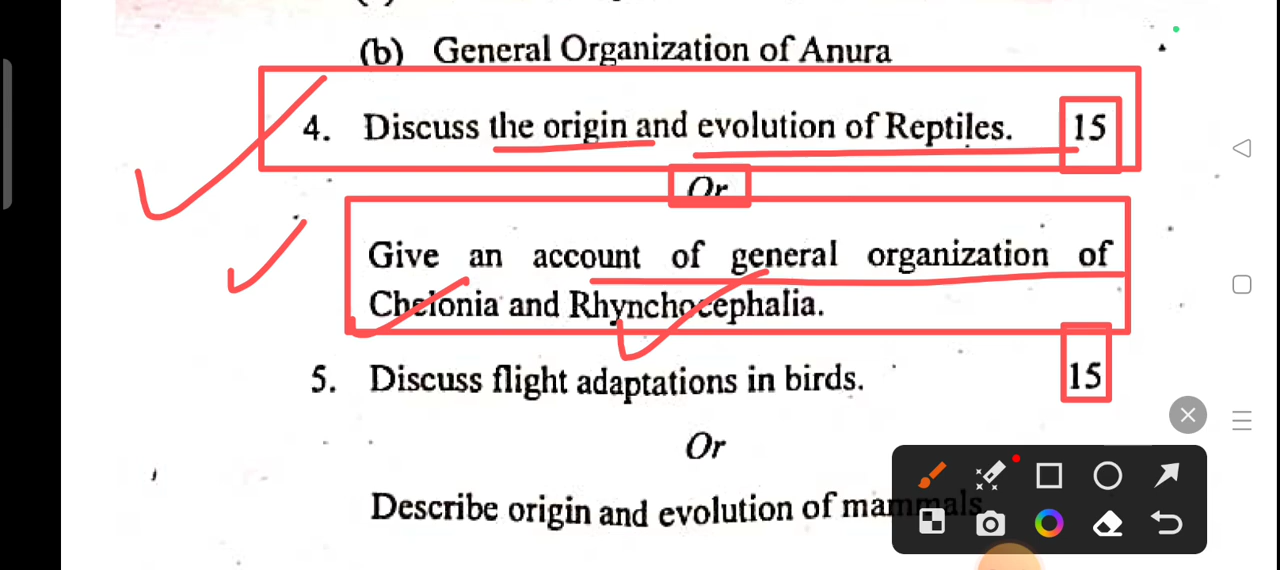 (b) General Organization of Anura
4. Discuss the origin and evolution of Reptiles. 15
Or
Give an account of general organization of
Chelonia and Rhynchocephalia.
5. Discuss flight adaptations in birds. 15
Or
Describe origin and evolution of mammals